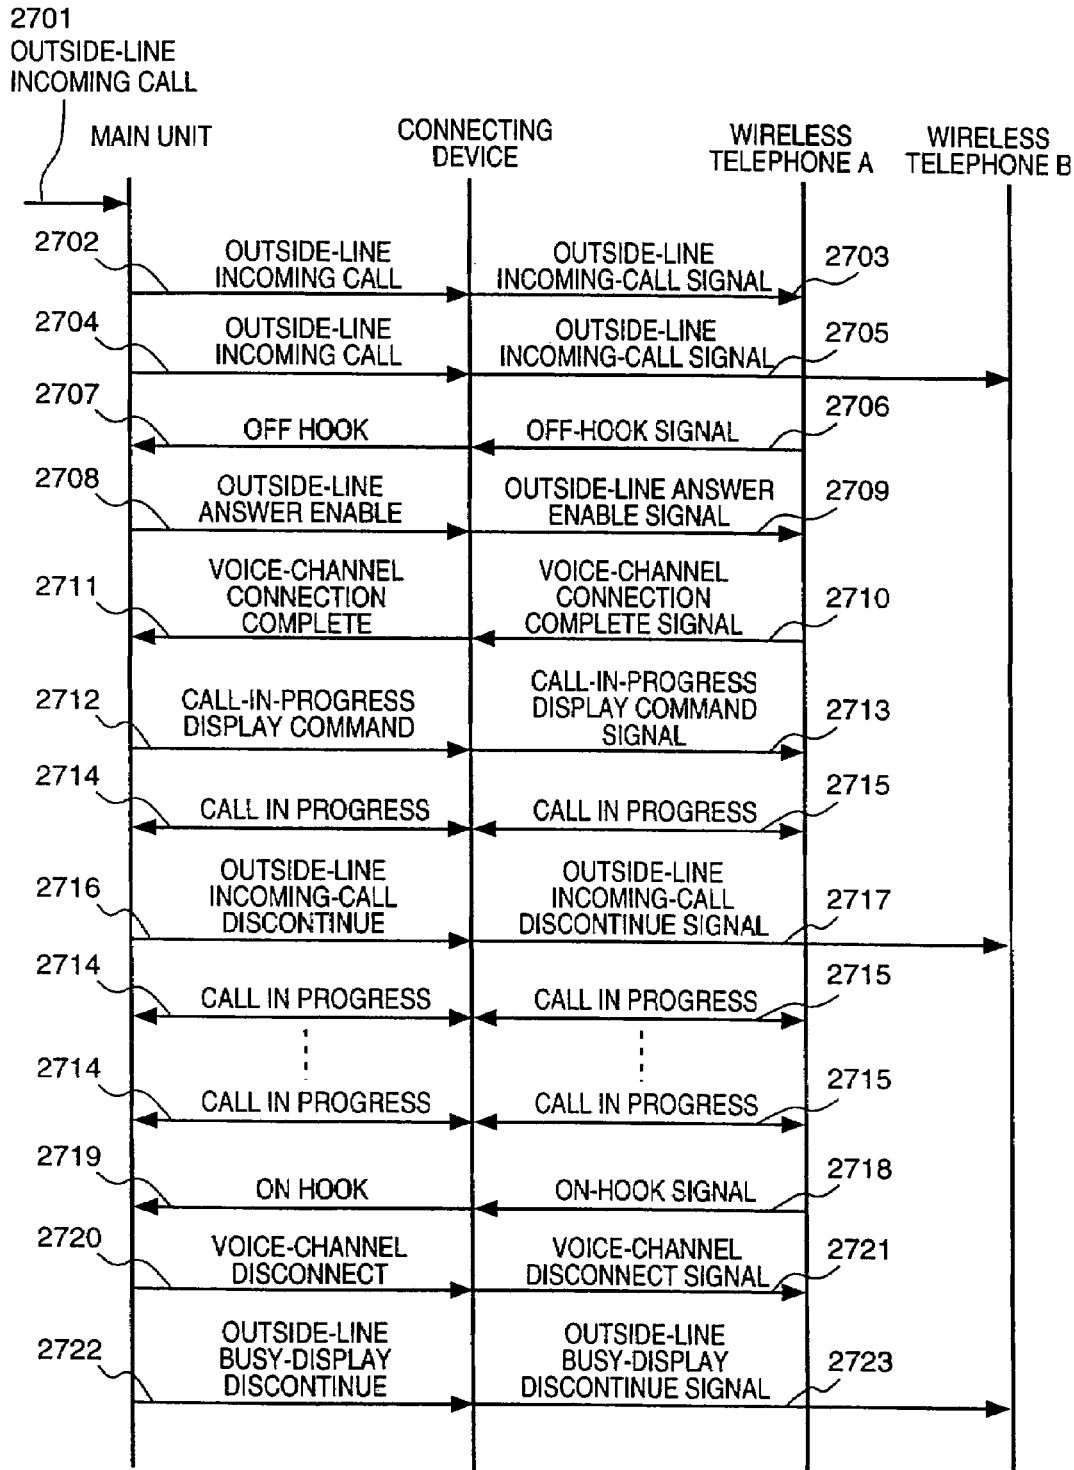 2701
OUTSIDE-LINE
INCOMING CALL
MAIN UNIT
CONNECTING
DEVICE
WIRELESS
TELEPHONE A
WIRELESS
TELEPHONE B
2702
OUTSIDE-LINE
INCOMING CALL
OUTSIDE-LINE
INCOMING-CALL SIGNAL
2703
2704
OUTSIDE-LINE
INCOMING CALL
OUTSIDE-LINE
INCOMING-CALL SIGNAL
2705
2707
OFF HOOK
OFF-HOOK SIGNAL
2706
2708
OUTSIDE-LINE
ANSWER ENABLE
OUTSIDE-LINE ANSWER
ENABLE SIGNAL
2709
2711
VOICE-CHANNEL
CONNECTION
COMPLETE
VOICE-CHANNEL
CONNECTION
COMPLETE SIGNAL
2710
2712
CALL-IN-PROGRESS
DISPLAY COMMAND
CALL-IN-PROGRESS
DISPLAY COMMAND
SIGNAL
2713
2714
CALL IN PROGRESS
CALL IN PROGRESS
2715
2716
OUTSIDE-LINE
INCOMING-CALL
DISCONTINUE
OUTSIDE-LINE
INCOMING-CALL
DISCONTINUE SIGNAL
2717
2714
CALL IN PROGRESS
CALL IN PROGRESS
2715
2714
CALL IN PROGRESS
CALL IN PROGRESS
2715
2719
ON HOOK
ON-HOOK SIGNAL
2718
2720
VOICE-CHANNEL
DISCONNECT
VOICE-CHANNEL
DISCONNECT SIGNAL
2721
2722
OUTSIDE-LINE
BUSY-DISPLAY
DISCONTINUE
OUTSIDE-LINE
BUSY-DISPLAY
DISCONTINUE SIGNAL
2723